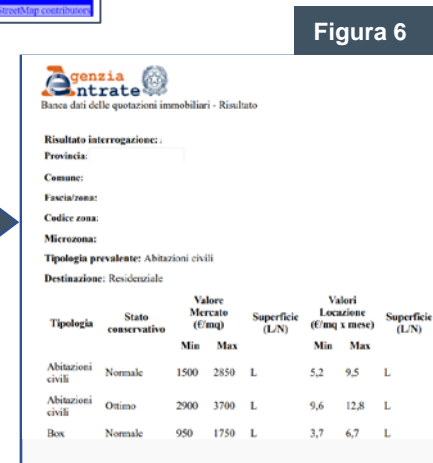 StreetMap contributors
Figura 6
Agenzia
Entrate
Banca dati delle quotazioni immobiliari - Risultato
Risultato interrogazione: .
Provincia:
Comune:
Fascia/zona:
Codice zona:
Microzona:
Tipologia prevalente: Abitazioni civili
Destinazione: Residenziale
Tipologia Stato conservativo Valore Mercato (€/mq) Superficie (L/N) Valori Locazione (€/mq x mese) Superficie (L/N)
Min Max Min Max
Abitazioni civili Normale 1500 2850 L 5,2 9,5 L
Abitazioni civili Ottimo 2900 3700 L 9,6 12,8 L
Box Normale 950 1750 L 3,7 6,7 L